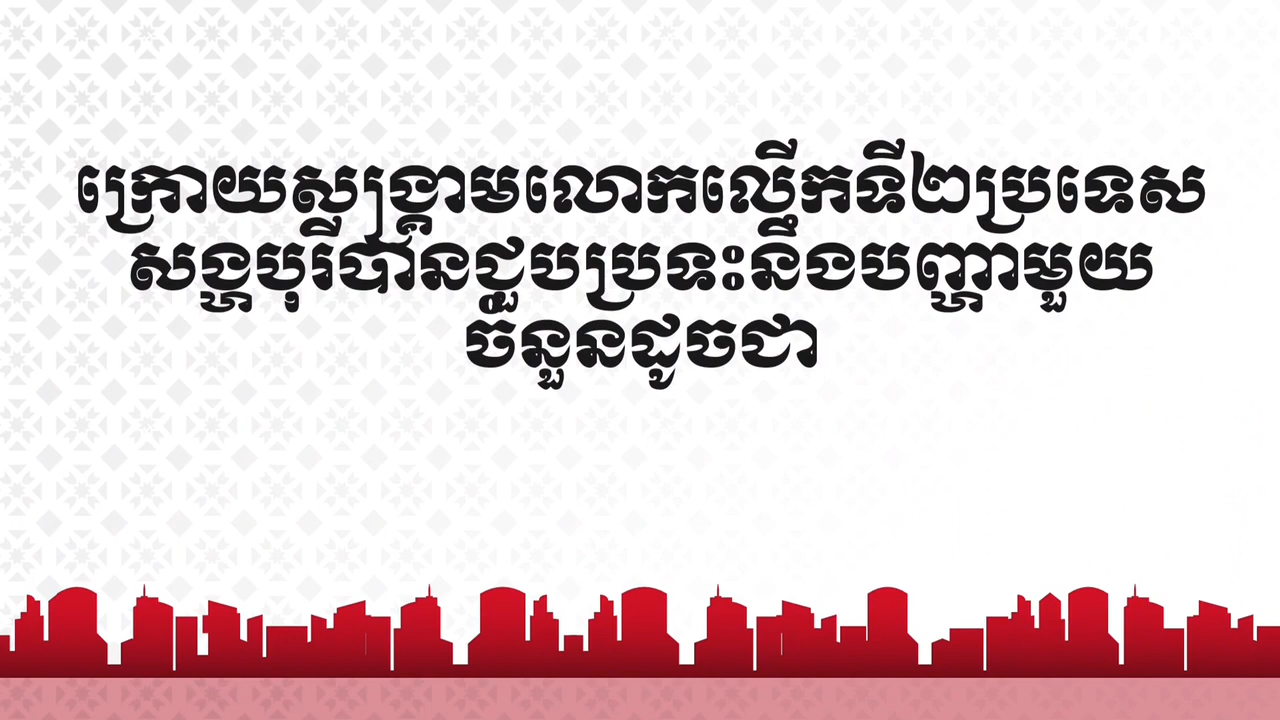 ក្រោយសង្គ្រាមលោកលើកទី២ប្រទេស
សង្ហបុរីបានជួបប្រទះនឹងបញ្ហាមួយ
ចំនួនដូចជា